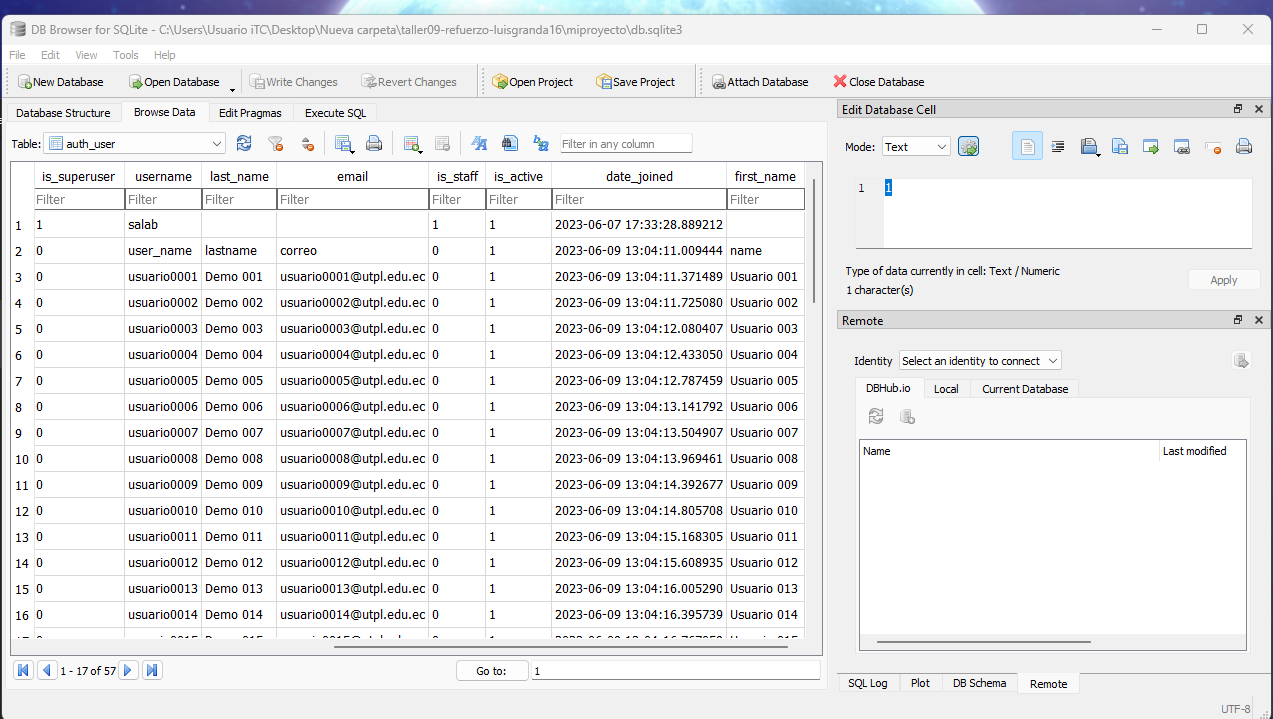 DB Browser for SQLite - C:\Users\Usuario iTC\Desktop\Nueva carpeta\taller09-refuerzo-luisgranda16\miproyecto\db.sqlite3
File Edit View Tools Help
New Database Open Database Write Changes Revert Changes Open Project Save Project Attach Database Close Database
Database Structure Browse Data Edit Pragmas Execute SQL
Table: auth_user Filter in any column
is_superuser username last_name email is_staff is_active date_joined first_name
Filter Filter Filter Filter Filter Filter Filter Filter
1 1 salab 1 1 2023-06-07 17:33:28.889212
2 0 user_name lastname correo 0 1 2023-06-09 13:04:11.009444 name
3 0 usuario0001 Demo 001 usuario0001@utpl.edu.ec 0 1 2023-06-09 13:04:11.371489 Usuario 001
4 0 usuario0002 Demo 002 usuario0002@utpl.edu.ec 0 1 2023-06-09 13:04:11.725080 Usuario 002
5 0 usuario0003 Demo 003 usuario0003@utpl.edu.ec 0 1 2023-06-09 13:04:12.080407 Usuario 003
6 0 usuario0004 Demo 004 usuario0004@utpl.edu.ec 0 1 2023-06-09 13:04:12.433050 Usuario 004
7 0 usuario0005 Demo 005 usuario0005@utpl.edu.ec 0 1 2023-06-09 13:04:12.787459 Usuario 005
8 0 usuario0006 Demo 006 usuario0006@utpl.edu.ec 0 1 2023-06-09 13:04:13.141792 Usuario 006
9 0 usuario0007 Demo 007 usuario0007@utpl.edu.ec 0 1 2023-06-09 13:04:13.504907 Usuario 007
10 0 usuario0008 Demo 008 usuario0008@utpl.edu.ec 0 1 2023-06-09 13:04:13.969461 Usuario 008
11 0 usuario0009 Demo 009 usuario0009@utpl.edu.ec 0 1 2023-06-09 13:04:14.392677 Usuario 009
12 0 usuario0010 Demo 010 usuario0010@utpl.edu.ec 0 1 2023-06-09 13:04:14.805708 Usuario 010
13 0 usuario0011 Demo 011 usuario0011@utpl.edu.ec 0 1 2023-06-09 13:04:15.168305 Usuario 011
14 0 usuario0012 Demo 012 usuario0012@utpl.edu.ec 0 1 2023-06-09 13:04:15.608935 Usuario 012
15 0 usuario0013 Demo 013 usuario0013@utpl.edu.ec 0 1 2023-06-09 13:04:16.005290 Usuario 013
16 0 usuario0014 Demo 014 usuario0014@utpl.edu.ec 0 1 2023-06-09 13:04:16.395739 Usuario 014
1 - 17 of 57 Go to: 1
Edit Database Cell
Mode: Text
1 1
Type of data currently in cell: Text / Numeric
1 character(s)
Apply
Remote
Identity Select an identity to connect
DBHub.io Local Current Database
Name Last modified
SQL Log Plot DB Schema Remote
UTF-8